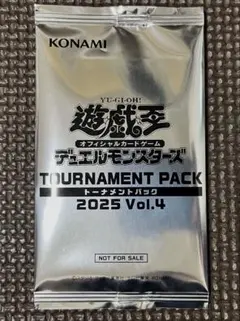 KONAMI
YU-GI-OH!
遊戯王
オフィシャルカードゲーム
デュエルモンスターズ
TOURNAMENT PACK
トーナメントパック
2025 Vol.4
NOT FOR SALE